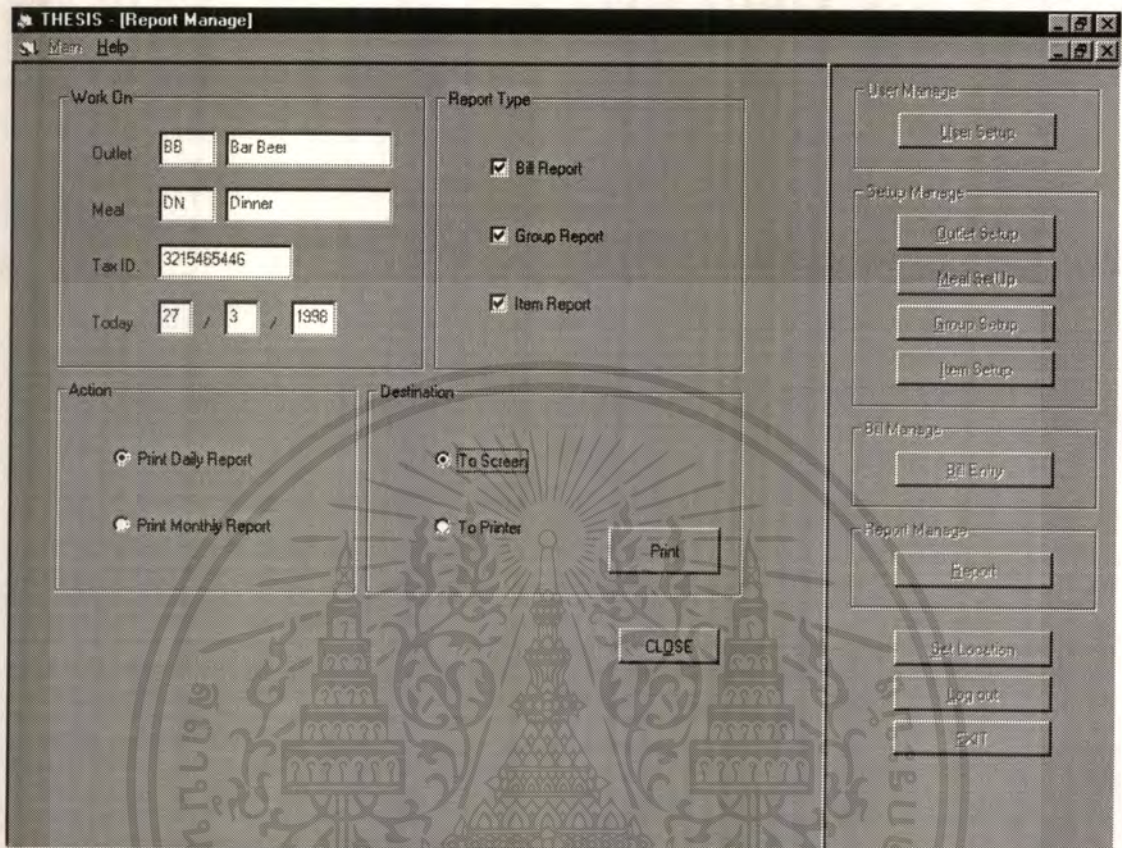 THESIS - [Report Manage]
Main Help
Work On
Outlet BB Bar Beer
Meal DN Dinner
Tax ID. 3215465446
Today 27 / 3 / 1998
Report Type
Bill Report
Group Report
Item Report
Action
Print Daily Report
Print Monthly Report
Destination
To Screen
To Printer
Print
CLOSE
User Manage
User Setup
Setup Manage
Outlet Setup
Meal SetUp
Group Setup
Item Setup
Bill Manage
Bill Entry
Report Manage
Report
Set Location
Log out
EXIT